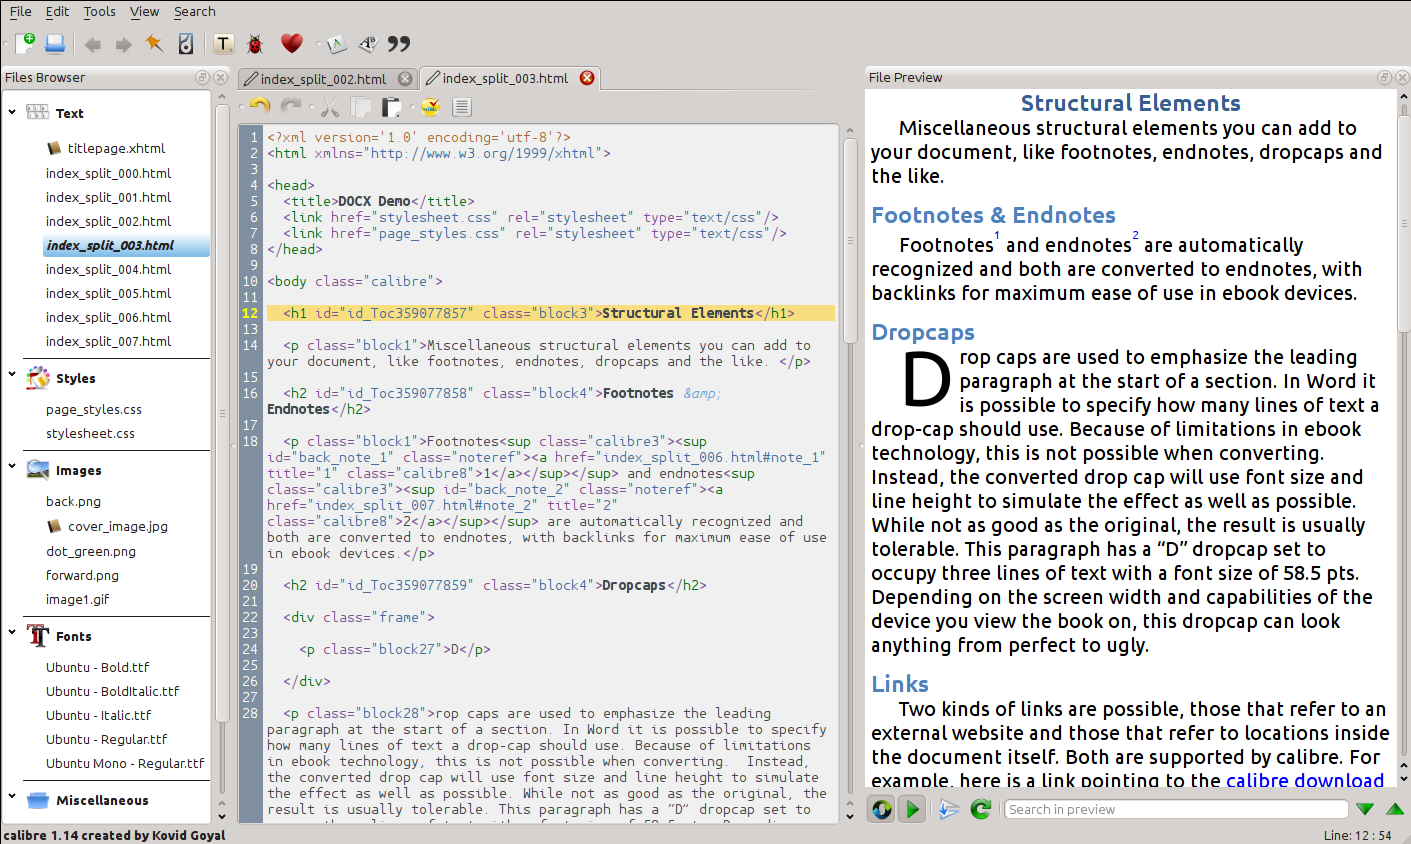 File Edit Tools View Search
Files Browser
Text
titlepage.xhtml
index_split_000.html
index_split_001.html
index_split_002.html
index_split_003.html
index_split_004.html
index_split_005.html
index_split_006.html
index_split_007.html
Styles
page_styles.css
stylesheet.css
Images
back.png
cover_image.jpg
dot_green.png
forward.png
image1.gif
Fonts
Ubuntu - Bold.ttf
Ubuntu - BoldItalic.ttf
Ubuntu - Italic.ttf
Ubuntu - Regular.ttf
Ubuntu Mono - Regular.ttf
Miscellaneous
index_split_002.html index_split_003.html
1 <?xml version='1.0' encoding='utf-8'?>
2 <html xmlns="http://www.w3.org/1999/xhtml">
3
4 <head>
5 <title>DOCX Demo</title>
6 <link href="stylesheet.css" rel="stylesheet" type="text/css"/>
7 <link href="page_styles.css" rel="stylesheet" type="text/css"/>
8 </head>
9
10 <body class="calibre">
11
12 <h1 id="id_Toc359077857" class="block3">Structural Elements</h1>
13
14 <p class="block1">Miscellaneous structural elements you can add to
your document, like footnotes, endnotes, dropcaps and the like. </p>
15
16 <h2 id="id_Toc359077858" class="block4">Footnotes &amp;
Endnotes</h2>
17
18 <p class="block1">Footnotes<sup class="calibre3"><sup
id="back_note_1" class="noteref"><a href="index_split_006.html#note_1"
title="1" class="calibre8">1</a></sup></sup> and endnotes<sup
class="calibre3"><sup id="back_note_2" class="noteref"><a
href="index_split_007.html#note_2" title="2"
class="calibre8">2</a></sup></sup> are automatically recognized and
both are converted to endnotes, with backlinks for maximum ease of use
in ebook devices.</p>
19
20 <h2 id="id_Toc359077859" class="block4">Dropcaps</h2>
21
22 <div class="frame">
23
24 <p class="block27">D</p>
25
26 </div>
27
28 <p class="block28">rop caps are used to emphasize the leading
paragraph at the start of a section. In Word it is possible to specify
how many lines of text a drop-cap should use. Because of limitations
in ebook technology, this is not possible when converting.  Instead,
the converted drop cap will use font size and line height to simulate
the effect as well as possible. While not as good as the original, the
result is usually tolerable. This paragraph has a “D” dropcap set to
File Preview
Structural Elements
Miscellaneous structural elements you can add to
your document, like footnotes, endnotes, dropcaps and
the like.
Footnotes & Endnotes
Footnotes1 and endnotes2 are automatically
recognized and both are converted to endnotes, with
backlinks for maximum ease of use in ebook devices.
Dropcaps
Drop caps are used to emphasize the leading
paragraph at the start of a section. In Word it
is possible to specify how many lines of text a
drop-cap should use. Because of limitations in ebook
technology, this is not possible when converting.
Instead, the converted drop cap will use font size and
line height to simulate the effect as well as possible.
While not as good as the original, the result is usually
tolerable. This paragraph has a “D” dropcap set to
occupy three lines of text with a font size of 58.5 pts.
Depending on the screen width and capabilities of the
device you view the book on, this dropcap can look
anything from perfect to ugly.
Links
Two kinds of links are possible, those that refer to an
external website and those that refer to locations inside
the document itself. Both are supported by calibre. For
example, here is a link pointing to the calibre download
Search in preview
calibre 1.14 created by Kovid Goyal
Line: 12 : 54